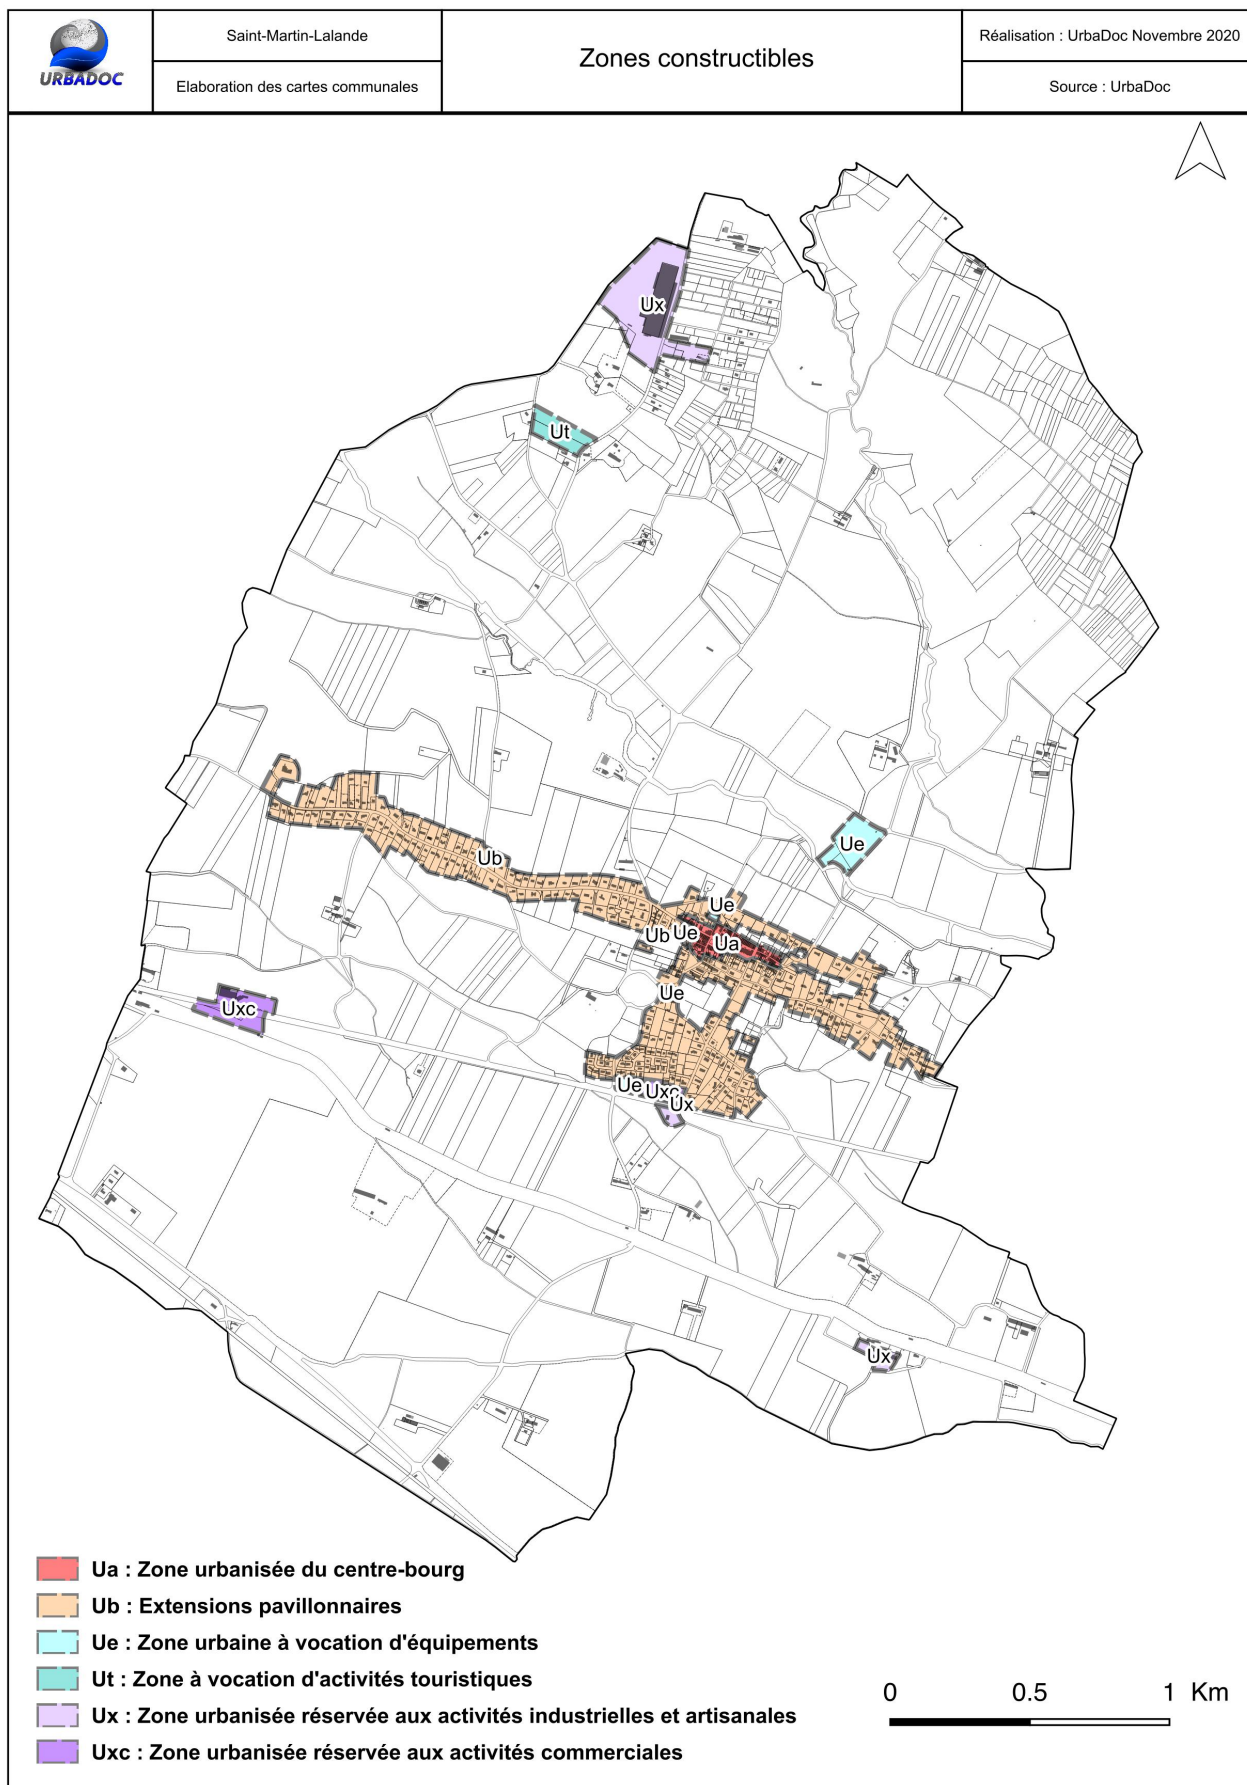 URBADOC
Saint-Martin-Lalande
Elaboration des cartes communales
Zones constructibles
Réalisation : UrbaDoc Novembre 2020
Source : UrbaDoc
Ux
Ut
Ue
Ub
Ue
Ub
Ue
Ua
Ue
Uxc
Ue
Uxc
Ux
Ux
Ua : Zone urbanisée du centre-bourg
Ub : Extensions pavillonnaires
Ue : Zone urbaine à vocation d'équipements
Ut : Zone à vocation d'activités touristiques
Ux : Zone urbanisée réservée aux activités industrielles et artisanales
Uxc : Zone urbanisée réservée aux activités commerciales
0 0.5 1 Km